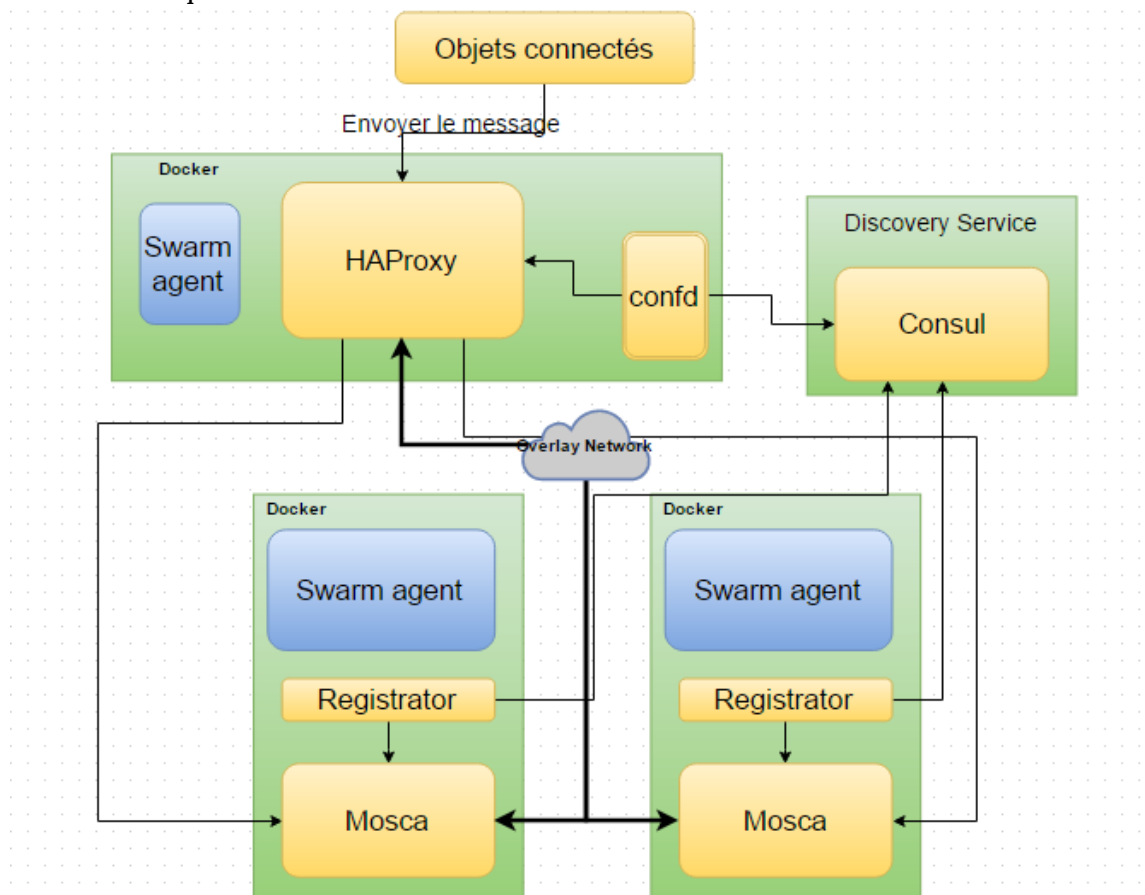 Objets connectés
Envoyer le message
Docker
Swarm
agent
HAProxy
confd
Discovery Service
Consul
Overlay Network
Docker
Swarm agent
Registrator
Mosca
Docker
Swarm agent
Registrator
Mosca